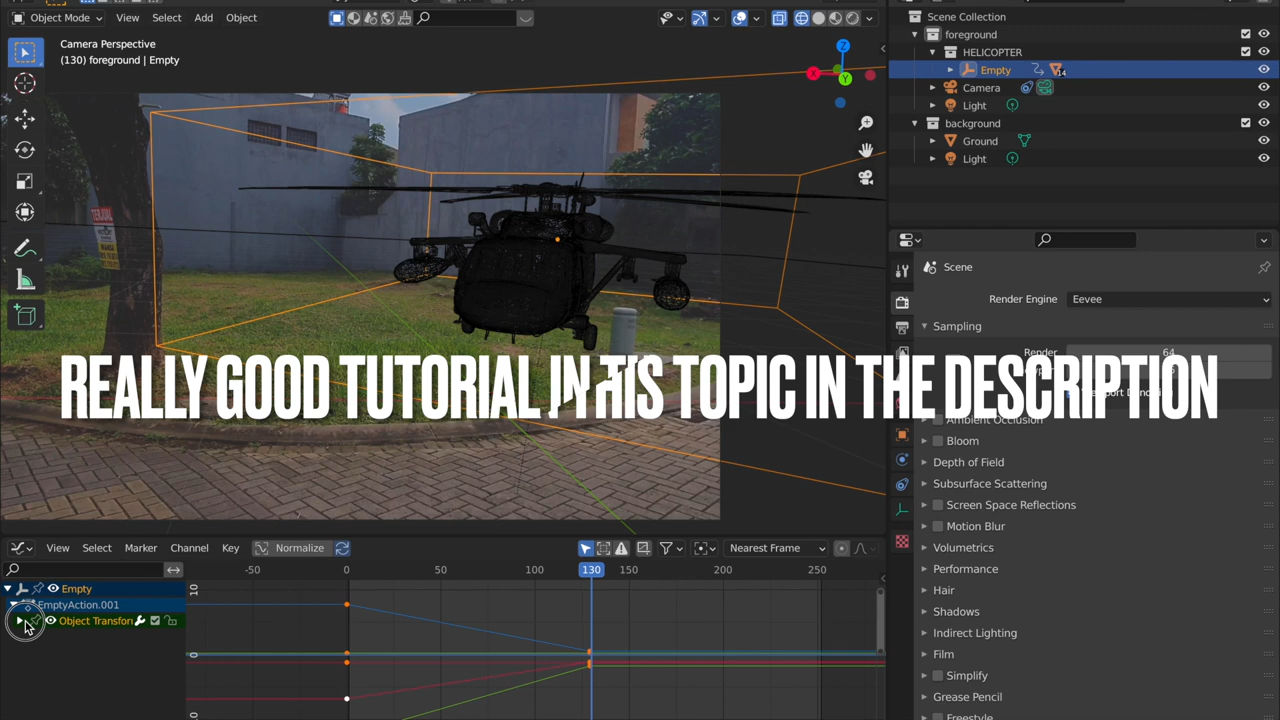 Object Mode
View
Select
Add
Object
Camera Perspective
(130) foreground | Empty
Scene Collection
foreground
HELICOPTER
Empty
14
Camera
Light
background
Ground
Light
Scene
Render Engine
Eevee
Sampling
Render
64
REALLY GOOD TUTORIAL IN THIS TOPIC IN THE DESCRIPTION
Ambient Occlusion
Bloom
Depth of Field
Subsurface Scattering
Screen Space Reflections
Motion Blur
Volumetrics
Performance
Hair
Shadows
Indirect Lighting
Film
Simplify
Grease Pencil
Freestyle
View
Select
Marker
Channel
Key
Normalize
Nearest Frame
-50
0
50
100
130
150
200
250
Empty
EmptyAction.001
Object Transfor
10
0
X
Y
Z